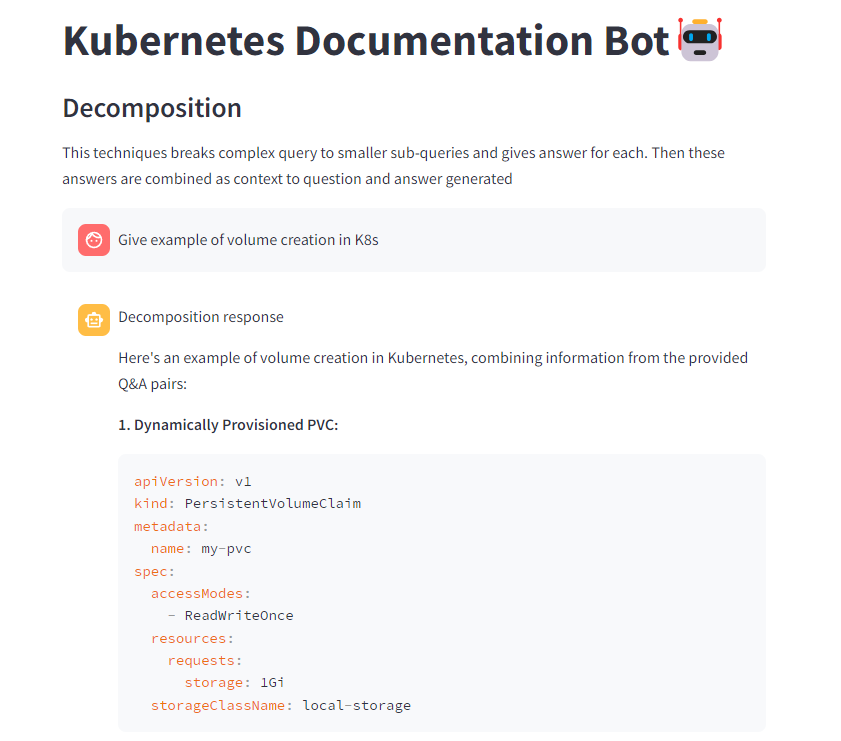 Kubernetes Documentation Bot
Decomposition
This techniques breaks complex query to smaller sub-queries and gives answer for each. Then these
answers are combined as context to question and answer generated
Give example of volume creation in K8s
Decomposition response
Here's an example of volume creation in Kubernetes, combining information from the provided
Q&A pairs:
1. Dynamically Provisioned PVC:
apiVersion: v1
kind: PersistentVolumeClaim
metadata:
  name: my-pvc
spec:
  accessModes:
    - ReadWriteOnce
  resources:
    requests:
      storage: 1Gi
  storageClassName: local-storage